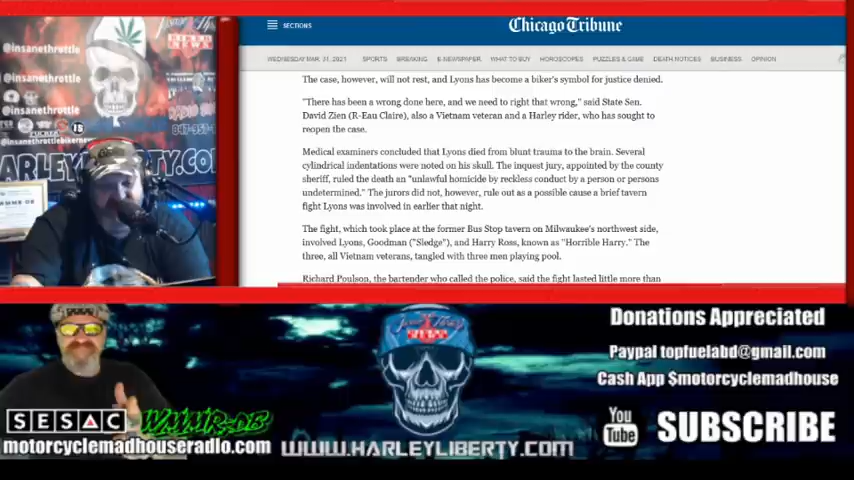 @insanethrottle
@insanethrottle
@insanethrottlebikern
HARLEYLIBERTY.CO
SECTIONS
Chicago Tribune
WEDNESDAY MAR. 31, 2021
SPORTS
BREAKING
E-NEWSPAPER
WHAT TO BUY
HOROSCOPES
PUZZLES & GAME
DEATH NOTICES
BUSINESS
OPINION
The case, however, will not rest, and Lyons has become a biker's symbol for justice denied.
"There has been a wrong done here, and we need to right that wrong," said State Sen.
David Zien (R-Eau Claire), also a Vietnam veteran and a Harley rider, who has sought to
reopen the case.
Medical examiners concluded that Lyons died from blunt trauma to the brain. Several
cylindrical indentations were noted on his skull. The inquest jury, appointed by the county
sheriff, ruled the death an "unlawful homicide by reckless conduct by a person or persons
undetermined." The jurors did not, however, rule out as a possible cause a brief tavern
fight Lyons was involved in earlier that night.
The fight, which took place at the former Bus Stop tavern on Milwaukee's northwest side,
involved Lyons, Goodman ("Sledge"), and Harry Ross, known as "Horrible Harry." The
three, all Vietnam veterans, tangled with three men playing pool.
Richard Poulson, the bartender who called the police, said the fight lasted little more than
SESAC
WMMR-DB
motorcyclemadhouseradio.com
WWW.HARLEYLIBERTY.COM
Donations Appreciated
Paypal topfuelabd@gmail.com
Cash App $motorcyclemadhouse
You
Tube
SUBSCRIBE